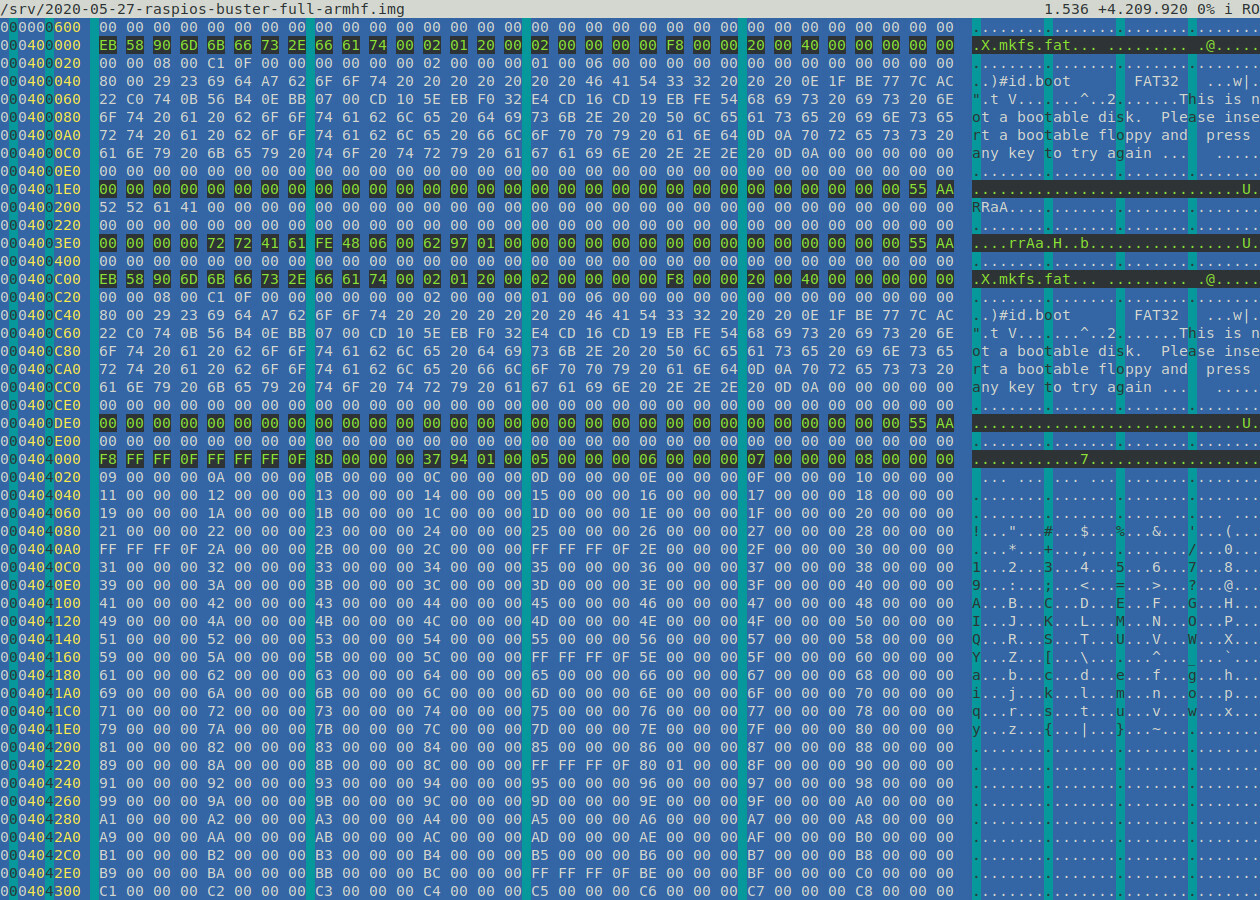 /srv/2020-05-27-raspios-buster-full-armhf.img 1.536 +4.209.920 0% i RO
000000600 00 00 00 00 00 00 00 00 00 00 00 00 00 00 00 00 00 00 00 00 00 00 00 00 00 00 00 00 00 00 00 00 ................................
000400000 EB 58 90 6D 6B 66 73 2E 66 61 74 00 02 01 20 00 02 00 00 00 00 F8 00 00 20 00 40 00 00 00 00 00 .X.mkfs.fat... ......... .@.....
000400020 00 00 08 00 C1 0F 00 00 00 00 00 00 02 00 00 00 01 00 06 00 00 00 00 00 00 00 00 00 00 00 00 00 ................................
000400040 80 00 29 23 69 64 A7 62 6F 6F 74 20 20 20 20 20 20 20 46 41 54 33 32 20 20 20 0E 1F BE 77 7C AC ..)#id.boot       FAT32   ...w|.
000400060 22 C0 74 0B 56 B4 0E BB 07 00 CD 10 5E EB F0 32 E4 CD 16 CD 19 EB FE 54 68 69 73 20 69 73 20 6E ".t.V.......^..2.......This is n
000400080 6F 74 20 61 20 62 6F 6F 74 61 62 6C 65 20 64 69 73 6B 2E 20 20 50 6C 65 61 73 65 20 69 6E 73 65 ot a bootable disk.  Please inse
0004000A0 72 74 20 61 20 62 6F 6F 74 61 62 6C 65 20 66 6C 6F 70 70 79 20 61 6E 64 0D 0A 70 72 65 73 73 20 rt a bootable floppy and..press 
0004000C0 61 6E 79 20 6B 65 79 20 74 6F 20 74 72 79 20 61 67 61 69 6E 20 2E 2E 2E 20 0D 0A 00 00 00 00 00 any key to try again ... .......
0004000E0 00 00 00 00 00 00 00 00 00 00 00 00 00 00 00 00 00 00 00 00 00 00 00 00 00 00 00 00 00 00 00 00 ................................
0004001E0 00 00 00 00 00 00 00 00 00 00 00 00 00 00 00 00 00 00 00 00 00 00 00 00 00 00 00 00 00 00 55 AA ..............................U.
000400200 52 52 61 41 00 00 00 00 00 00 00 00 00 00 00 00 00 00 00 00 00 00 00 00 00 00 00 00 00 00 00 00 RRaA............................
000400220 00 00 00 00 00 00 00 00 00 00 00 00 00 00 00 00 00 00 00 00 00 00 00 00 00 00 00 00 00 00 00 00 ................................
0004003E0 00 00 00 00 72 72 41 61 FE 48 06 00 62 97 01 00 00 00 00 00 00 00 00 00 00 00 00 00 00 00 55 AA ....rrAa.H..b.................U.
000400400 00 00 00 00 00 00 00 00 00 00 00 00 00 00 00 00 00 00 00 00 00 00 00 00 00 00 00 00 00 00 00 00 ................................
000400C00 EB 58 90 6D 6B 66 73 2E 66 61 74 00 02 01 20 00 02 00 00 00 00 F8 00 00 20 00 40 00 00 00 00 00 .X.mkfs.fat... ......... .@.....
000400C20 00 00 08 00 C1 0F 00 00 00 00 00 00 02 00 00 00 01 00 06 00 00 00 00 00 00 00 00 00 00 00 00 00 ................................
000400C40 80 00 29 23 69 64 A7 62 6F 6F 74 20 20 20 20 20 20 20 46 41 54 33 32 20 20 20 0E 1F BE 77 7C AC ..)#id.boot       FAT32   ...w|.
000400C60 22 C0 74 0B 56 B4 0E BB 07 00 CD 10 5E EB F0 32 E4 CD 16 CD 19 EB FE 54 68 69 73 20 69 73 20 6E ".t.V.......^..2.......This is n
000400C80 6F 74 20 61 20 62 6F 6F 74 61 62 6C 65 20 64 69 73 6B 2E 20 20 50 6C 65 61 73 65 20 69 6E 73 65 ot a bootable disk.  Please inse
000400CA0 72 74 20 61 20 62 6F 6F 74 61 62 6C 65 20 66 6C 6F 70 70 79 20 61 6E 64 0D 0A 70 72 65 73 73 20 rt a bootable floppy and..press 
000400CC0 61 6E 79 20 6B 65 79 20 74 6F 20 74 72 79 20 61 67 61 69 6E 20 2E 2E 2E 20 0D 0A 00 00 00 00 00 any key to try again ... .......
000400CE0 00 00 00 00 00 00 00 00 00 00 00 00 00 00 00 00 00 00 00 00 00 00 00 00 00 00 00 00 00 00 00 00 ................................
000400DE0 00 00 00 00 00 00 00 00 00 00 00 00 00 00 00 00 00 00 00 00 00 00 00 00 00 00 00 00 00 00 55 AA ..............................U.
000400E00 00 00 00 00 00 00 00 00 00 00 00 00 00 00 00 00 00 00 00 00 00 00 00 00 00 00 00 00 00 00 00 00 ................................
000404000 F8 FF FF 0F FF FF FF 0F 8D 00 00 00 37 94 01 00 05 00 00 00 06 00 00 00 07 00 00 00 08 00 00 00 ............7...................
000404020 09 00 00 00 0A 00 00 00 0B 00 00 00 0C 00 00 00 0D 00 00 00 0E 00 00 00 0F 00 00 00 10 00 00 00 ................................
000404040 11 00 00 00 12 00 00 00 13 00 00 00 14 00 00 00 15 00 00 00 16 00 00 00 17 00 00 00 18 00 00 00 ................................
000404060 19 00 00 00 1A 00 00 00 1B 00 00 00 1C 00 00 00 1D 00 00 00 1E 00 00 00 1F 00 00 00 20 00 00 00 ............................ ...
000404080 21 00 00 00 22 00 00 00 23 00 00 00 24 00 00 00 25 00 00 00 26 00 00 00 27 00 00 00 28 00 00 00 !..."...#...$...%...&...'...(...
0004040A0 FF FF FF 0F 2A 00 00 00 2B 00 00 00 2C 00 00 00 FF FF FF 0F 2E 00 00 00 2F 00 00 00 30 00 00 00 ....*...+...,.........../...0...
0004040C0 31 00 00 00 32 00 00 00 33 00 00 00 34 00 00 00 35 00 00 00 36 00 00 00 37 00 00 00 38 00 00 00 1...2...3...4...5...6...7...8...
0004040E0 39 00 00 00 3A 00 00 00 3B 00 00 00 3C 00 00 00 3D 00 00 00 3E 00 00 00 3F 00 00 00 40 00 00 00 9...:...;...<...=...>...?...@...
000404100 41 00 00 00 42 00 00 00 43 00 00 00 44 00 00 00 45 00 00 00 46 00 00 00 47 00 00 00 48 00 00 00 A...B...C...D...E...F...G...H...
000404120 49 00 00 00 4A 00 00 00 4B 00 00 00 4C 00 00 00 4D 00 00 00 4E 00 00 00 4F 00 00 00 50 00 00 00 I...J...K...L...M...N...O...P...
000404140 51 00 00 00 52 00 00 00 53 00 00 00 54 00 00 00 55 00 00 00 56 00 00 00 57 00 00 00 58 00 00 00 Q...R...S...T...U...V...W...X...
000404160 59 00 00 00 5A 00 00 00 5B 00 00 00 5C 00 00 00 FF FF FF 0F 5E 00 00 00 5F 00 00 00 60 00 00 00 Y...Z...[...\.......^..._...`...
000404180 61 00 00 00 62 00 00 00 63 00 00 00 64 00 00 00 65 00 00 00 66 00 00 00 67 00 00 00 68 00 00 00 a...b...c...d...e...f...g...h...
0004041A0 69 00 00 00 6A 00 00 00 6B 00 00 00 6C 00 00 00 6D 00 00 00 6E 00 00 00 6F 00 00 00 70 00 00 00 i...j...k...l...m...n...o...p...
0004041C0 71 00 00 00 72 00 00 00 73 00 00 00 74 00 00 00 75 00 00 00 76 00 00 00 77 00 00 00 78 00 00 00 q...r...s...t...u...v...w...x...
0004041E0 79 00 00 00 7A 00 00 00 7B 00 00 00 7C 00 00 00 7D 00 00 00 7E 00 00 00 7F 00 00 00 80 00 00 00 y...z...{...|...}...~...........
000404200 81 00 00 00 82 00 00 00 83 00 00 00 84 00 00 00 85 00 00 00 86 00 00 00 87 00 00 00 88 00 00 00 ................................
000404220 89 00 00 00 8A 00 00 00 8B 00 00 00 8C 00 00 00 FF FF FF 0F 80 01 00 00 8F 00 00 00 90 00 00 00 ................................
000404240 91 00 00 00 92 00 00 00 93 00 00 00 94 00 00 00 95 00 00 00 96 00 00 00 97 00 00 00 98 00 00 00 ................................
000404260 99 00 00 00 9A 00 00 00 9B 00 00 00 9C 00 00 00 9D 00 00 00 9E 00 00 00 9F 00 00 00 A0 00 00 00 ................................
000404280 A1 00 00 00 A2 00 00 00 A3 00 00 00 A4 00 00 00 A5 00 00 00 A6 00 00 00 A7 00 00 00 A8 00 00 00 ................................
0004042A0 A9 00 00 00 AA 00 00 00 AB 00 00 00 AC 00 00 00 AD 00 00 00 AE 00 00 00 AF 00 00 00 B0 00 00 00 ................................
0004042C0 B1 00 00 00 B2 00 00 00 B3 00 00 00 B4 00 00 00 B5 00 00 00 B6 00 00 00 B7 00 00 00 B8 00 00 00 ................................
0004042E0 B9 00 00 00 BA 00 00 00 BB 00 00 00 BC 00 00 00 FF FF FF 0F BE 00 00 00 BF 00 00 00 C0 00 00 00 ................................
000404300 C1 00 00 00 C2 00 00 00 C3 00 00 00 C4 00 00 00 C5 00 00 00 C6 00 00 00 C7 00 00 00 C8 00 00 00 ................................